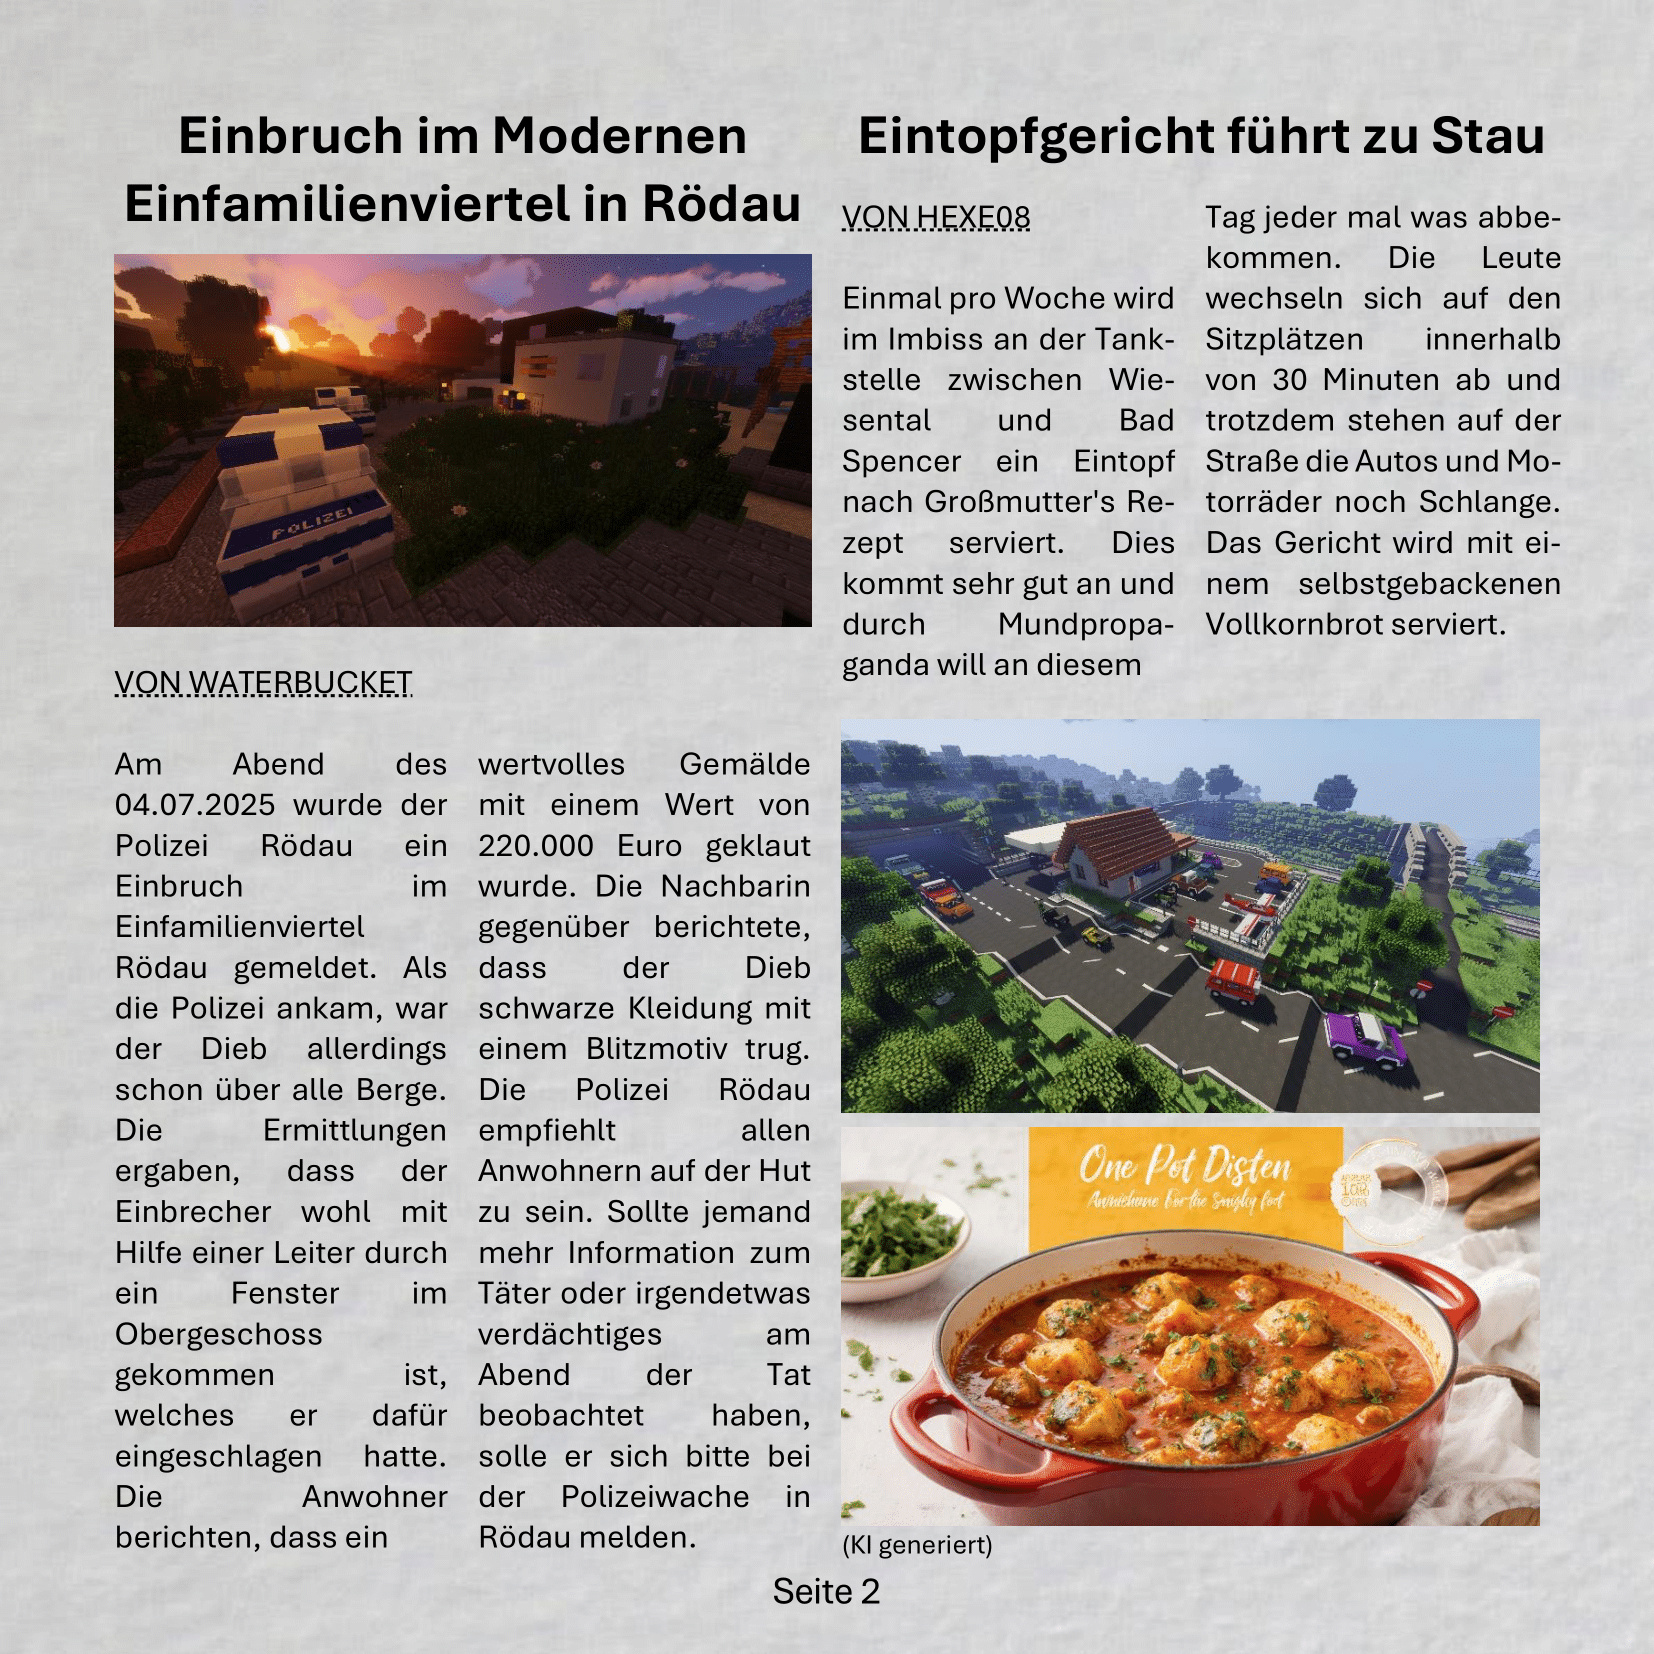 Einbruch im Modernen
Einfamilienviertel in Rödau
POLIZEI
VON WATERBUCKET
Am Abend des
04.07.2025 wurde der
Polizei Rödau ein
Einbruch im
Einfamilienviertel
Rödau gemeldet. Als
die Polizei ankam, war
der Dieb allerdings
schon über alle Berge.
Die Ermittlungen
ergaben, dass der
Einbrecher wohl mit
Hilfe einer Leiter durch
ein Fenster im
Obergeschoss
gekommen ist,
welches er dafür
eingeschlagen hatte.
Die Anwohner
berichten, dass ein
wertvolles Gemälde
mit einem Wert von
220.000 Euro geklaut
wurde. Die Nachbarin
gegenüber berichtete,
dass der Dieb
schwarze Kleidung mit
einem Blitzmotiv trug.
Die Polizei Rödau
empfiehlt allen
Anwohnern auf der Hut
zu sein. Sollte jemand
mehr Information zum
Täter oder irgendetwas
verdächtiges am
Abend der Tat
beobachtet haben,
solle er sich bitte bei
der Polizeiwache in
Rödau melden.
Eintopfgericht führt zu Stau
VON HEXE08
Einmal pro Woche wird
im Imbiss an der Tank-
stelle zwischen Wie-
sental und Bad
Spencer ein Eintopf
nach Großmutter's Re-
zept serviert. Dies
kommt sehr gut an und
durch Mundpropa-
ganda will an diesem
Tag jeder mal was abbe-
kommen. Die Leute
wechseln sich auf den
Sitzplätzen innerhalb
von 30 Minuten ab und
trotzdem stehen auf der
Straße die Autos und Mo-
torräder noch Schlange.
Das Gericht wird mit ei-
nem selbstgebackenen
Vollkornbrot serviert.
One Pot Disten
(KI generiert)
Seite 2